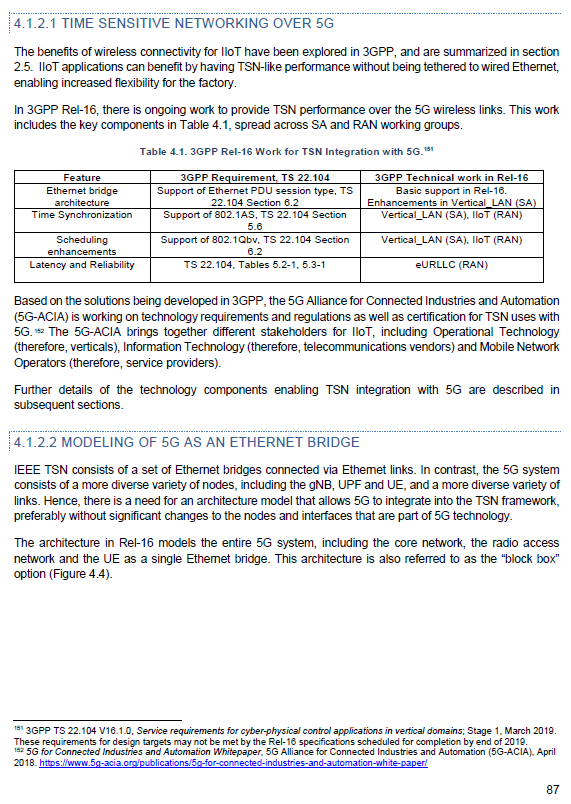 4.1.2.1 TIME SENSITIVE NETWORKING OVER 5G
The benefits of wireless connectivity for IIoT have been explored in 3GPP, and are summarized in section
2.5. IIoT applications can benefit by having TSN-like performance without being tethered to wired Ethernet,
enabling increased flexibility for the factory.
In 3GPP Rel-16, there is ongoing work to provide TSN performance over the 5G wireless links. This work
includes the key components in Table 4.1, spread across SA and RAN working groups.
Table 4.1. 3GPP Rel-16 Work for TSN Integration with 5G.151
Feature 3GPP Requirement, TS 22.104 3GPP Technical work in Rel-16
Ethernet bridge Support of Ethernet PDU session type, TS Basic support in Rel-16.
architecture 22.104 Section 6.2 Enhancements in Vertical_LAN (SA)
Time Synchronization Support of 802.1AS, TS 22.104 Section Vertical_LAN (SA), IIoT (RAN)
5.6
Scheduling Support of 802.1Qbv, TS 22.104 Section Vertical_LAN (SA), IIoT (RAN)
enhancements 6.2
Latency and Reliability TS 22.104, Tables 5.2-1, 5.3-1 eURLLC (RAN)
Based on the solutions being developed in 3GPP, the 5G Alliance for Connected Industries and Automation
(5G-ACIA) is working on technology requirements and regulations as well as certification for TSN uses with
5G.152 The 5G-ACIA brings together different stakeholders for IIoT, including Operational Technology
(therefore, verticals), Information Technology (therefore, telecommunications vendors) and Mobile Network
Operators (therefore, service providers).
Further details of the technology components enabling TSN integration with 5G are described in
subsequent sections.
4.1.2.2 MODELING OF 5G AS AN ETHERNET BRIDGE
IEEE TSN consists of a set of Ethernet bridges connected via Ethernet links. In contrast, the 5G system
consists of a more diverse variety of nodes, including the gNB, UPF and UE, and a more diverse variety of
links. Hence, there is a need for an architecture model that allows 5G to integrate into the TSN framework,
preferably without significant changes to the nodes and interfaces that are part of 5G technology.
The architecture in Rel-16 models the entire 5G system, including the core network, the radio access
network and the UE as a single Ethernet bridge. This architecture is also referred to as the “block box”
option (Figure 4.4).
151 3GPP TS 22.104 V16.1.0, Service requirements for cyber-physical control applications in vertical domains; Stage 1, March 2019.
These requirements for design targets may not be met by the Rel-16 specifications scheduled for completion by end of 2019.
152 5G for Connected Industries and Automation Whitepaper, 5G Alliance for Connected Industries and Automation (5G-ACIA), April
2018. https://www.5g-acia.org/publications/5g-for-connected-industries-and-automation-white-paper/
87